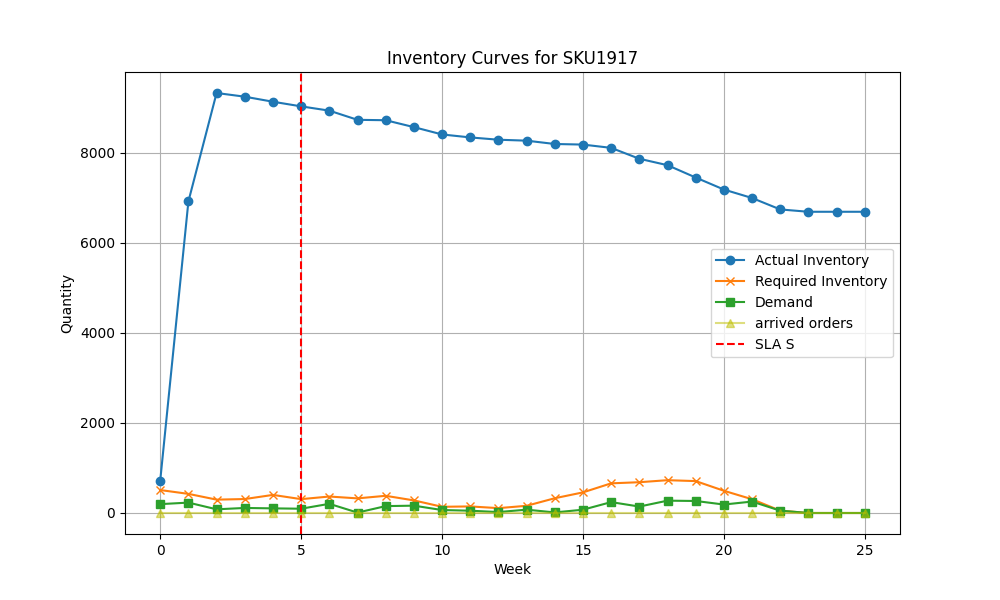 Inventory Curves for SKU1917
Quantity
8000
6000
4000
2000
0
Actual Inventory
Required Inventory
Demand
arrived orders
SLA S
0 5 10 15 20 25
Week